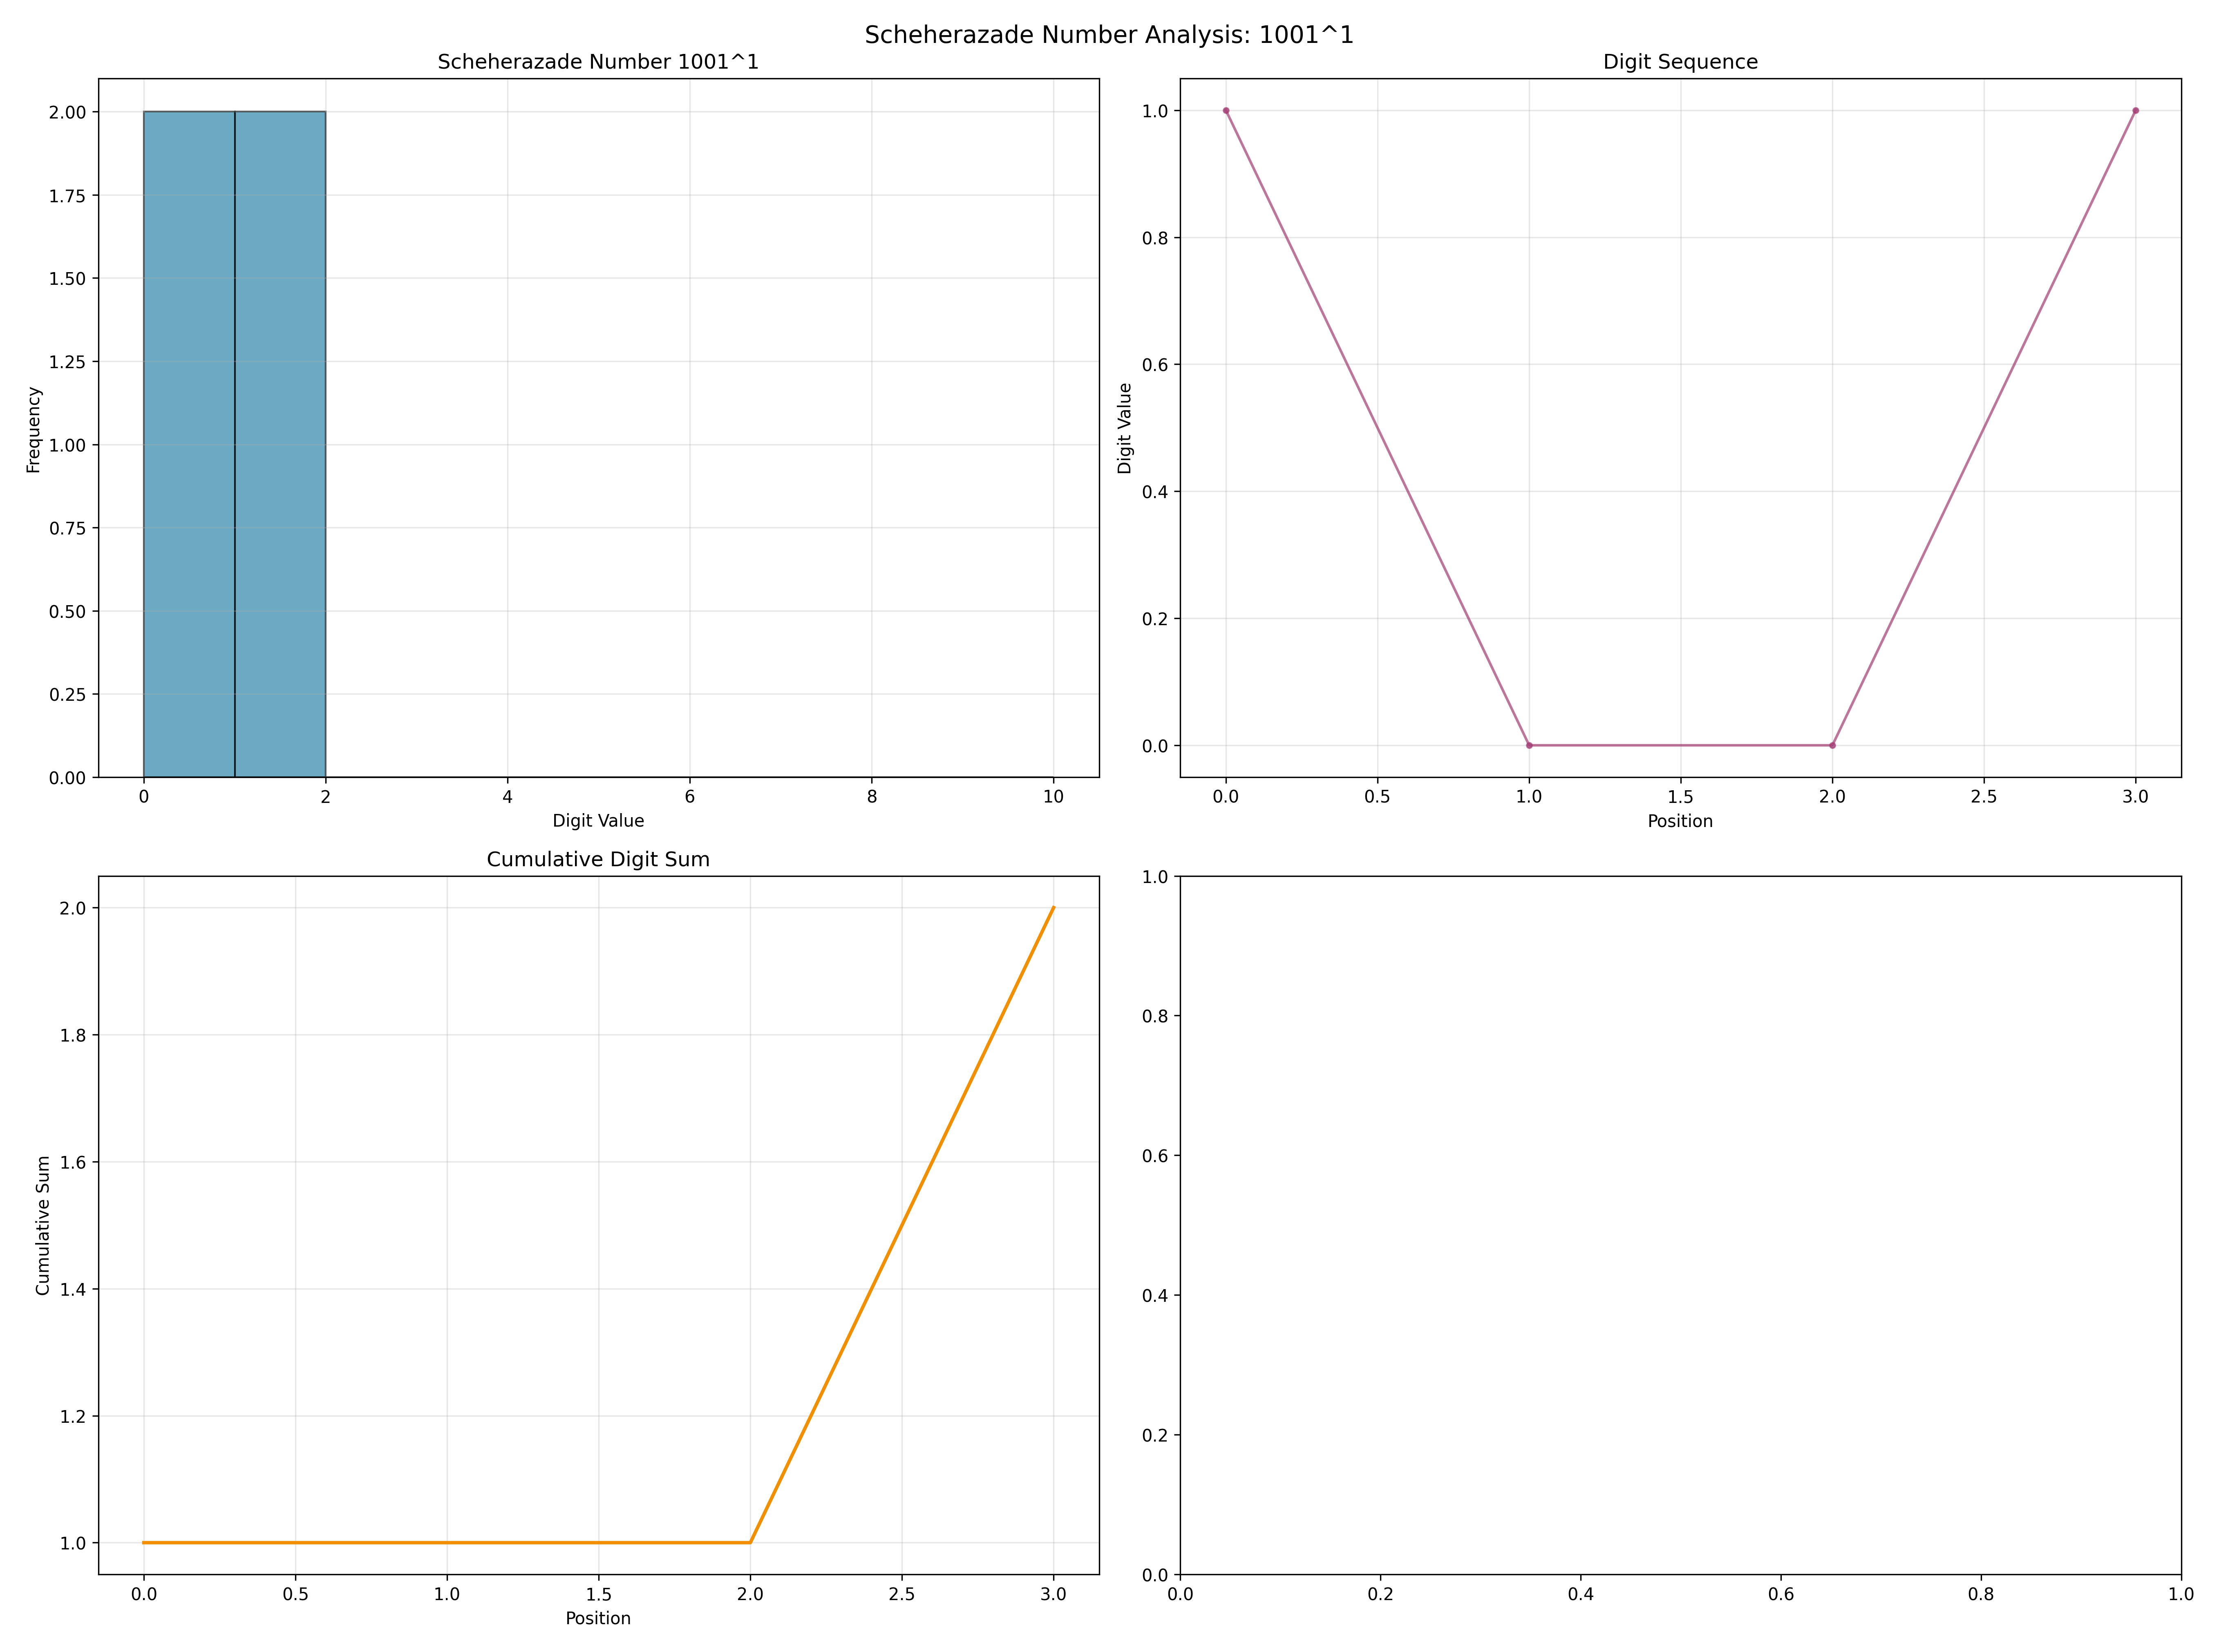 Scheherazade Number Analysis: 1001^1
Scheherazade Number 1001^1
2.00
1.75
1.50
1.25
1.00
0.75
0.50
0.25
0.00
Frequency
0 2 4 6 8 10
Digit Value
Digit Sequence
1.0
0.8
0.6
0.4
0.2
0.0
Digit Value
0.0 0.5 1.0 1.5 2.0 2.5 3.0
Position
Cumulative Digit Sum
2.0
1.8
1.6
1.4
1.2
1.0
Cumulative Sum
0.0 0.5 1.0 1.5 2.0 2.5 3.0
Position
1.0
0.8
0.6
0.4
0.2
0.0
0.0 0.2 0.4 0.6 0.8 1.0